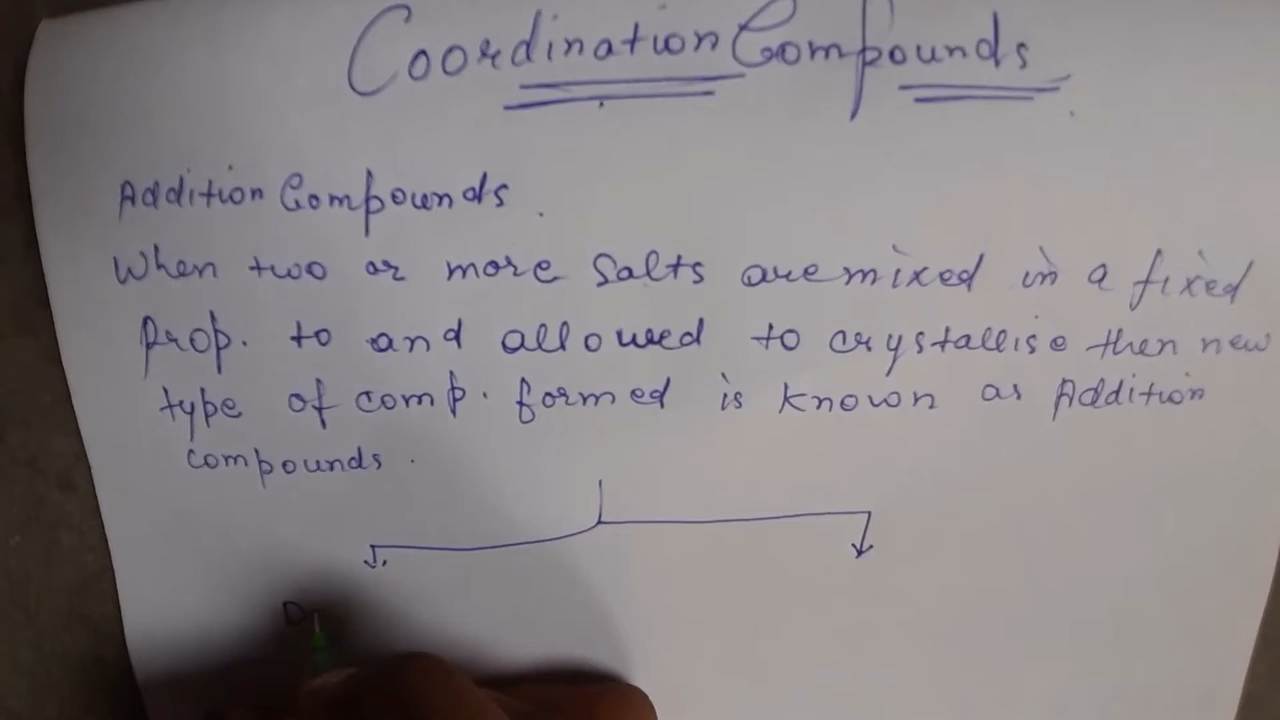 Coordination Compounds
Addition Compounds.
When two or more Salts are mixed in a fixed
Prop. to and allowed to crystallise then new
type of comp. formed is known as Addition
compounds.
D